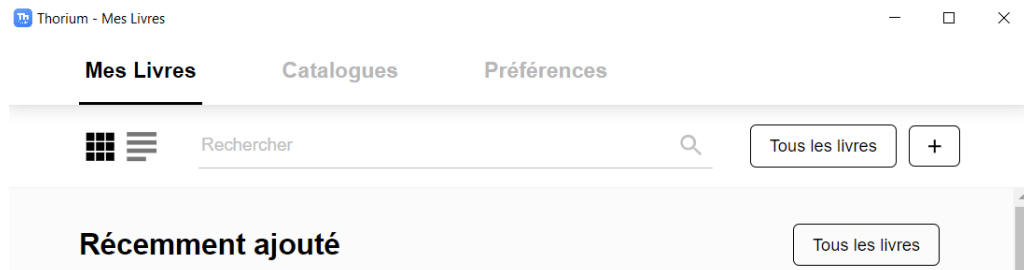 Th Thorium - Mes Livres
Mes Livres Catalogues Préférences
Rechercher Tous les livres +
Récemment ajouté Tous les livres